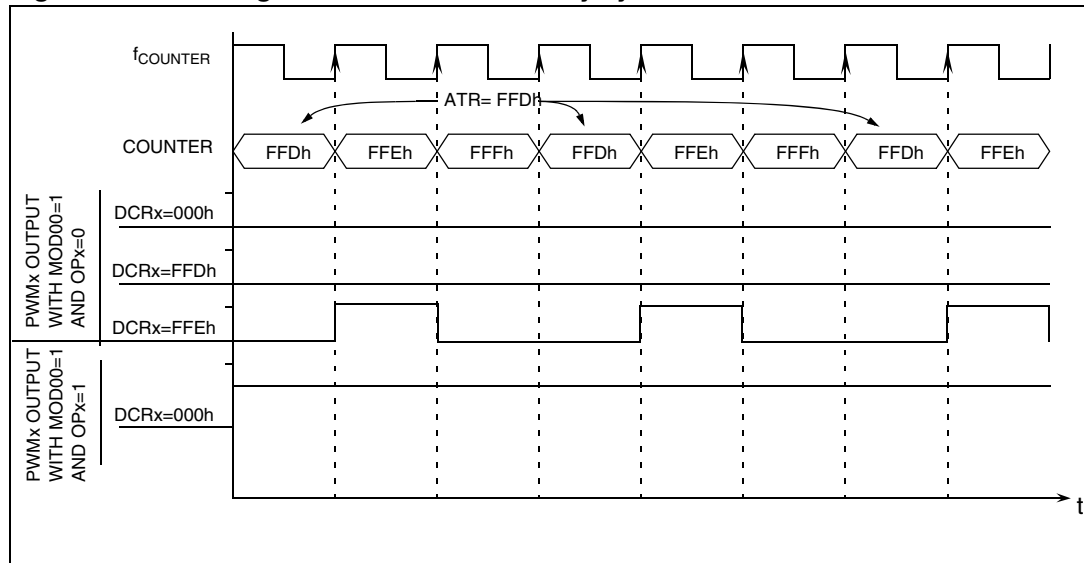 fCOUNTER
ATR= FFDh
COUNTER
FFDh FFEh FFFh FFDh FFEh FFFh FFDh FFEh
PWMx OUTPUT
WITH MOD00=1
AND OPx=0
DCRx=000h
DCRx=FFDh
DCRx=FFEh
PWMx OUTPUT
WITH MOD00=1
AND OPx=1
DCRx=000h
t